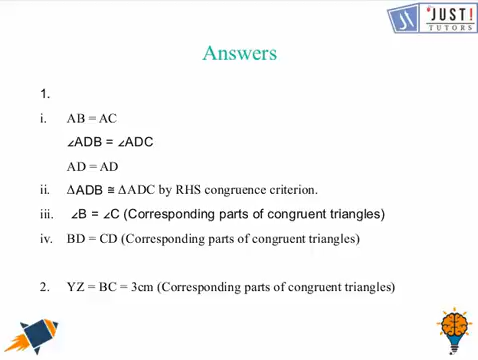 JUST!
TUTORS
Answers
1.
i. AB = AC
∠ADB = ∠ADC
AD = AD
ii. ΔADB ≅ ΔADC by RHS congruence criterion.
iii. ∠B = ∠C (Corresponding parts of congruent triangles)
iv. BD = CD (Corresponding parts of congruent triangles)
2. YZ = BC = 3cm (Corresponding parts of congruent triangles)